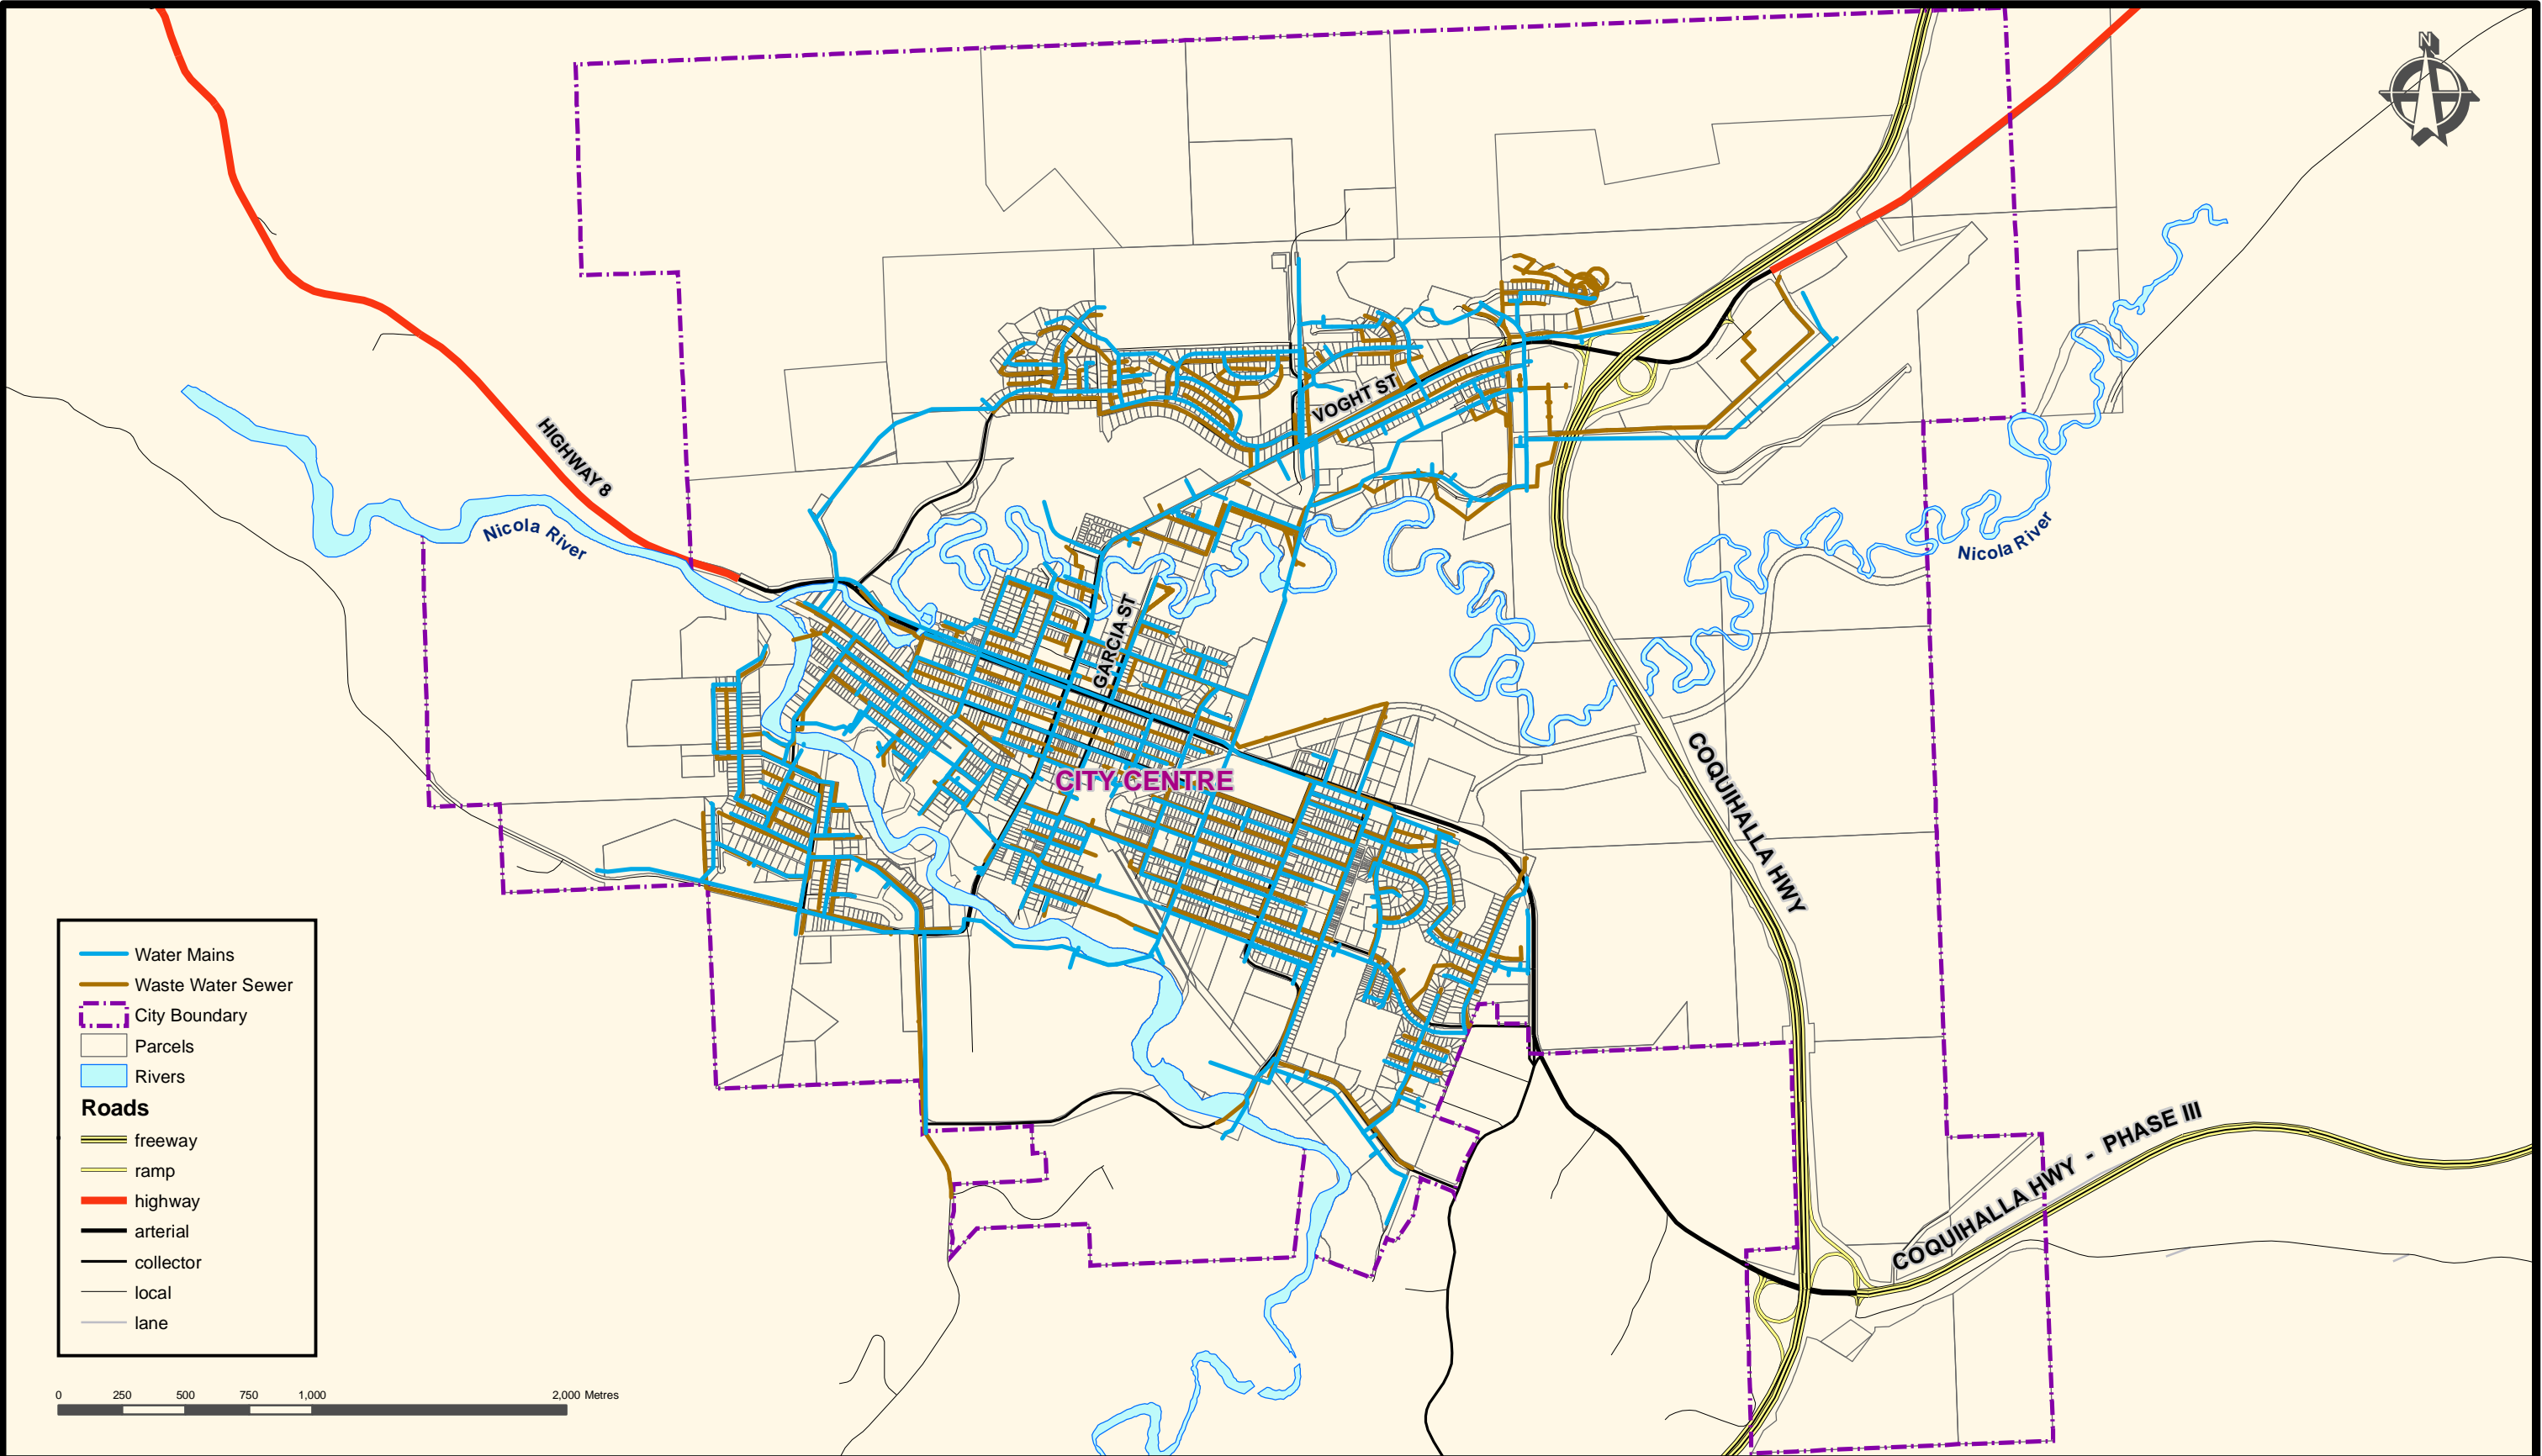 N
VOGHT ST
HIGHWAY 8
Nicola River
Nicola River
GARCIA ST
COQUIHALLA HWY
CITY CENTRE
COQUIHALLA HWY - PHASE III
Water Mains
Waste Water Sewer
City Boundary
Parcels
Rivers
Roads
freeway
ramp
highway
arterial
collector
local
lane
0 250 500 750 1,000 2,000 Metres